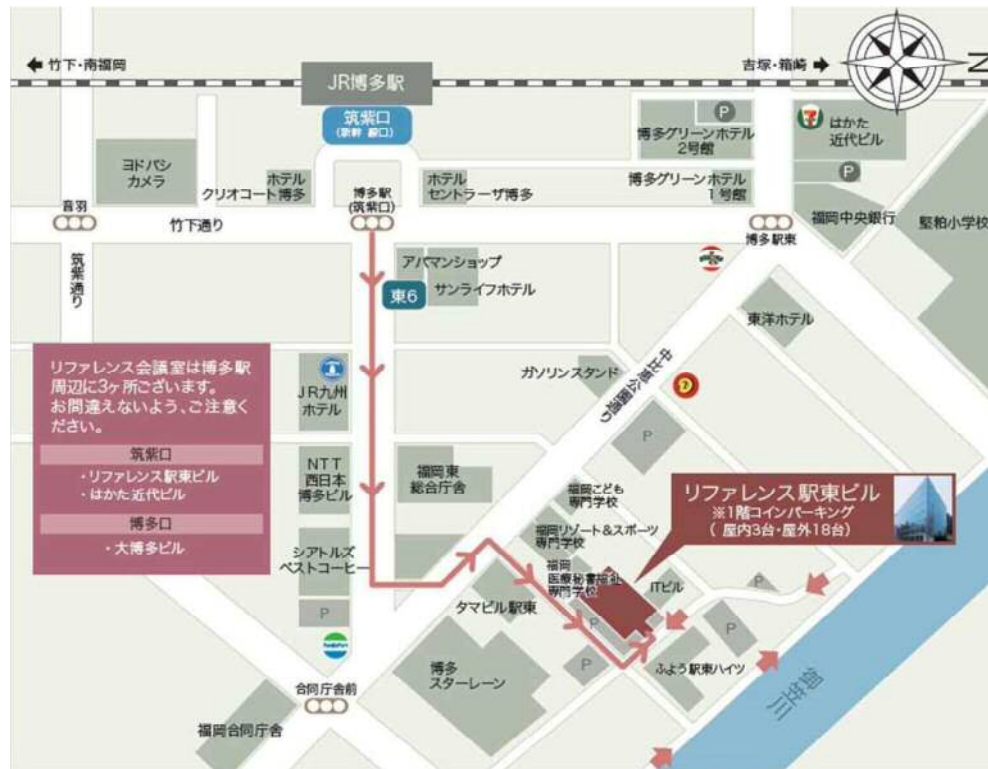 ← 竹下・南福岡
吉塚・箱崎 →
N
JR博多駅
筑紫口
(新幹線口)
P
博多グリーンホテル
2号館
はかた
近代ビル
P
ヨドバシ
カメラ
ホテル
クリオコート博多
博多駅
(筑紫口)
ホテル
セントラーザ博多
博多グリーンホテル
1号館
音羽
竹下通り
博多駅東
福岡中央銀行
堅粕小学校
筑紫通り
アパマンショップ
サンライフホテル
東6
東洋ホテル
中比恵公園通り
ガソリンスタンド
リファレンス会議室は博多駅
周辺に3ヶ所ございます。
お間違えないよう、ご注意く
ださい。
筑紫口
・リファレンス駅東ビル
・はかた近代ビル
博多口
・大博多ビル
JR九州
ホテル
P
NTT
西日本
博多ビル
福岡東
総合庁舎
リファレンス駅東ビル
※1階コインパーキング
( 屋内3台・屋外18台)
福岡こども
専門学校
福岡リゾート&スポーツ
専門学校
シアトルズ
ベストコーヒー
福岡
医療秘書福祉
専門学校
ITビル
P
P
タマビル駅東
P
P
P
FamilyMart
博多
スターレーン
ふよう駅東ハイツ
合同庁舎前
福岡合同庁舎
御笠川